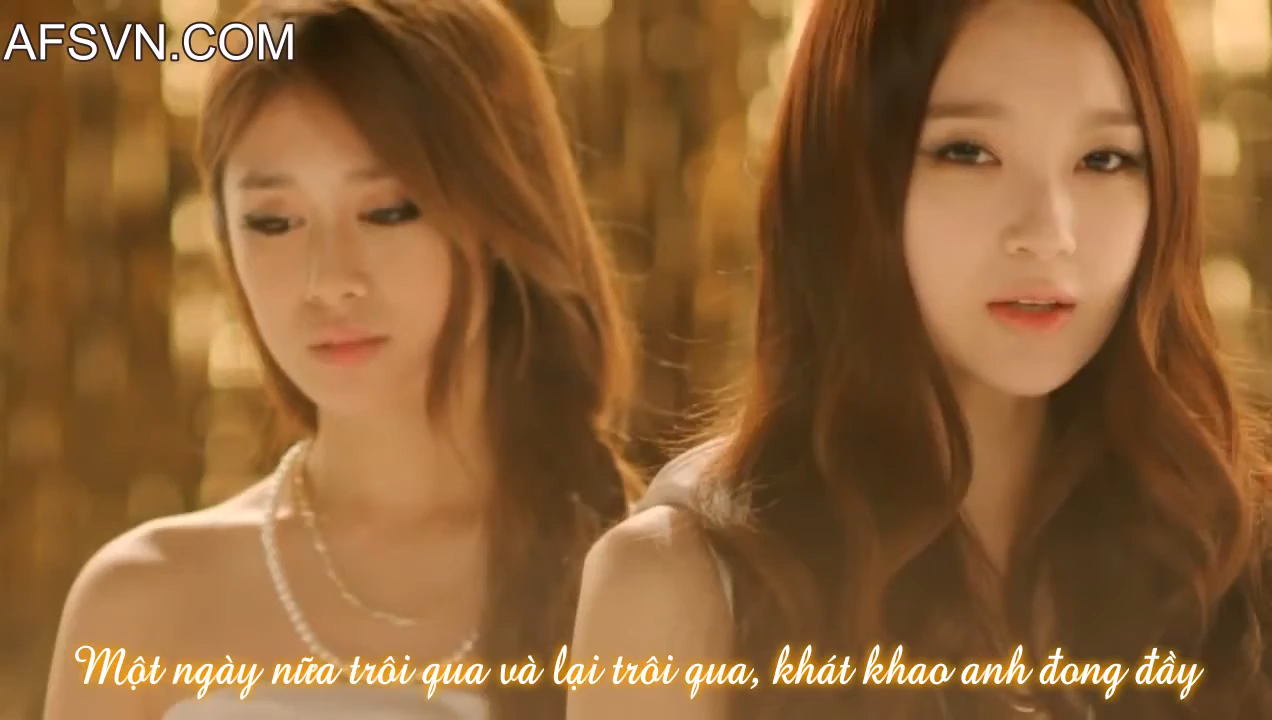 AFSVN.COM
Một ngày nữa trôi qua và lại trôi qua, khát khao anh đong đầy